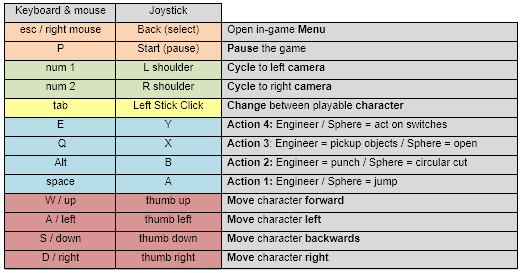 Keyboard & mouse Joystick
esc / right mouse Back (select) Open in-game Menu
P Start (pause) Pause the game
num 1 L shoulder Cycle to left camera
num 2 R shoulder Cycle to right camera
tab Left Stick Click Change between playable character
E Y Action 4: Engineer / Sphere = act on switches
Q X Action 3: Engineer = pickup objects / Sphere = open
Alt B Action 2: Engineer = punch / Sphere = circular cut
space A Action 1: Engineer / Sphere = jump
W / up thumb up Move character forward
A / left thumb left Move character left
S / down thumb down Move character backwards
D / right thumb right Move character right